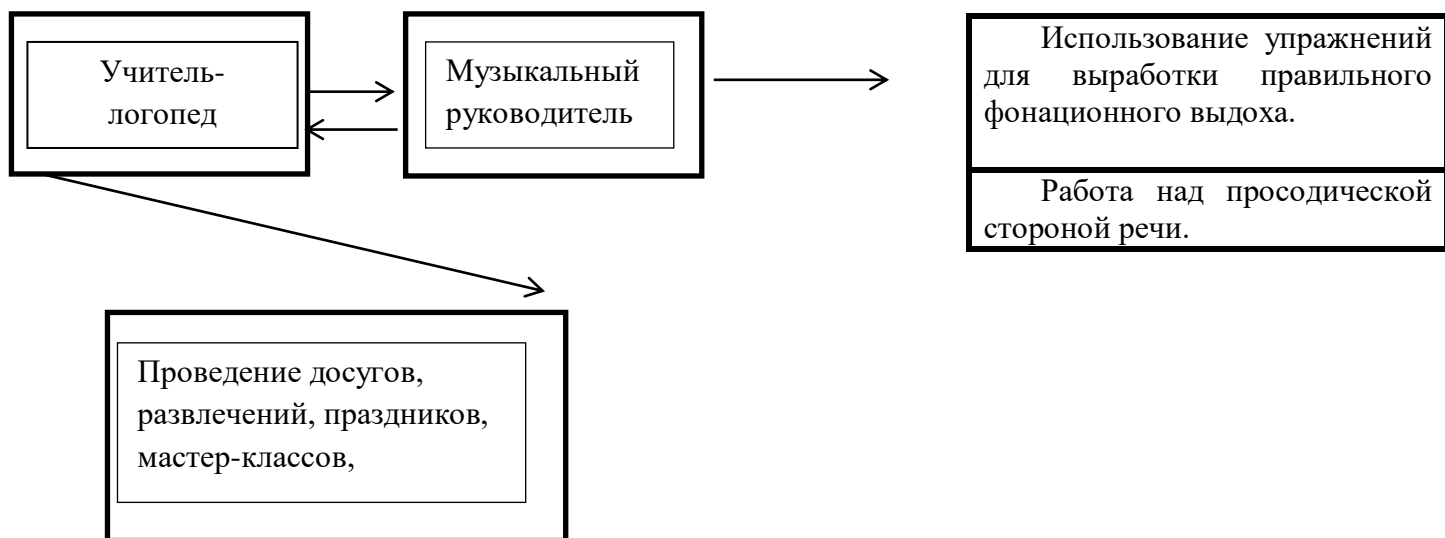 Учитель-
логопед
Музыкальный
руководитель
Использование упражнений
для выработки правильного
фонационного выдоха.
Работа над просодической
стороной речи.
Проведение досугов,
развлечений, праздников,
мастер-классов,